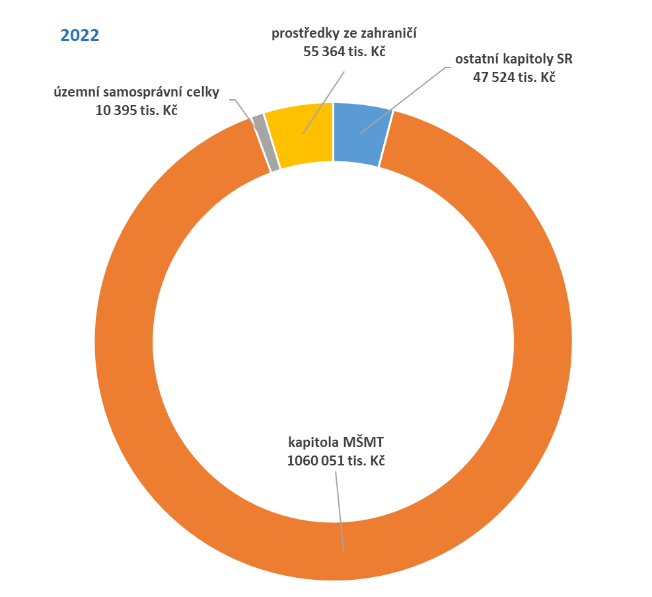 2022
prostředky ze zahraničí
55 364 tis. Kč
ostatní kapitoly SR
47 524 tis. Kč
územní samosprávní celky
10 395 tis. Kč
kapitola MŠMT
1060 051 tis. Kč